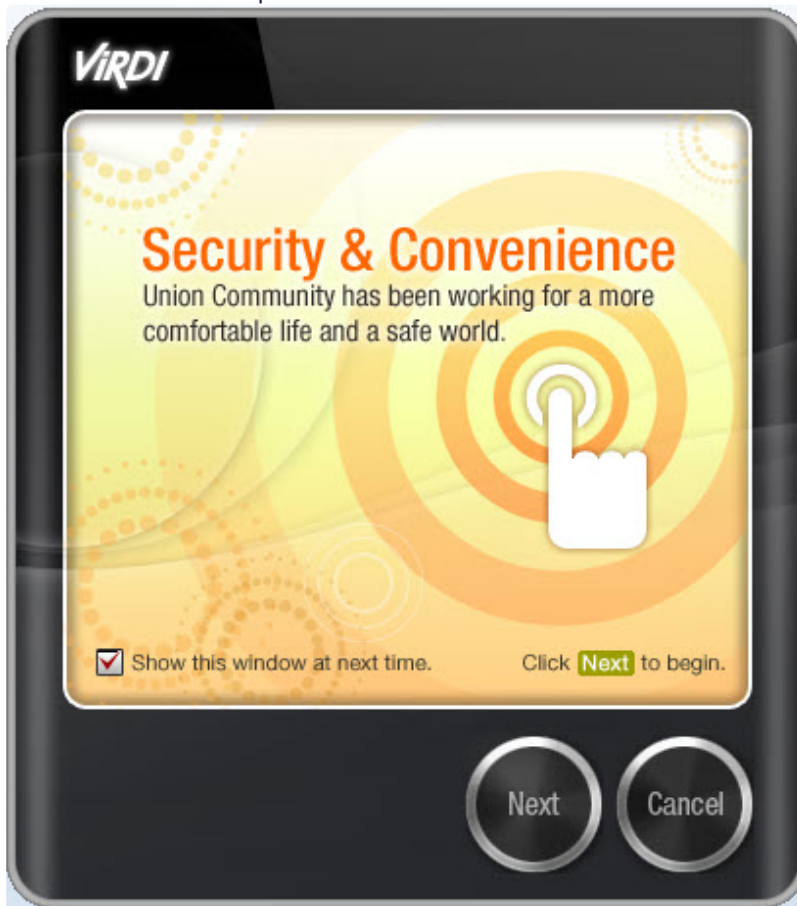 ViRDI
Security & Convenience
Union Community has been working for a more
comfortable life and a safe world.
Show this window at next time.
Click Next to begin.
Next
Cancel